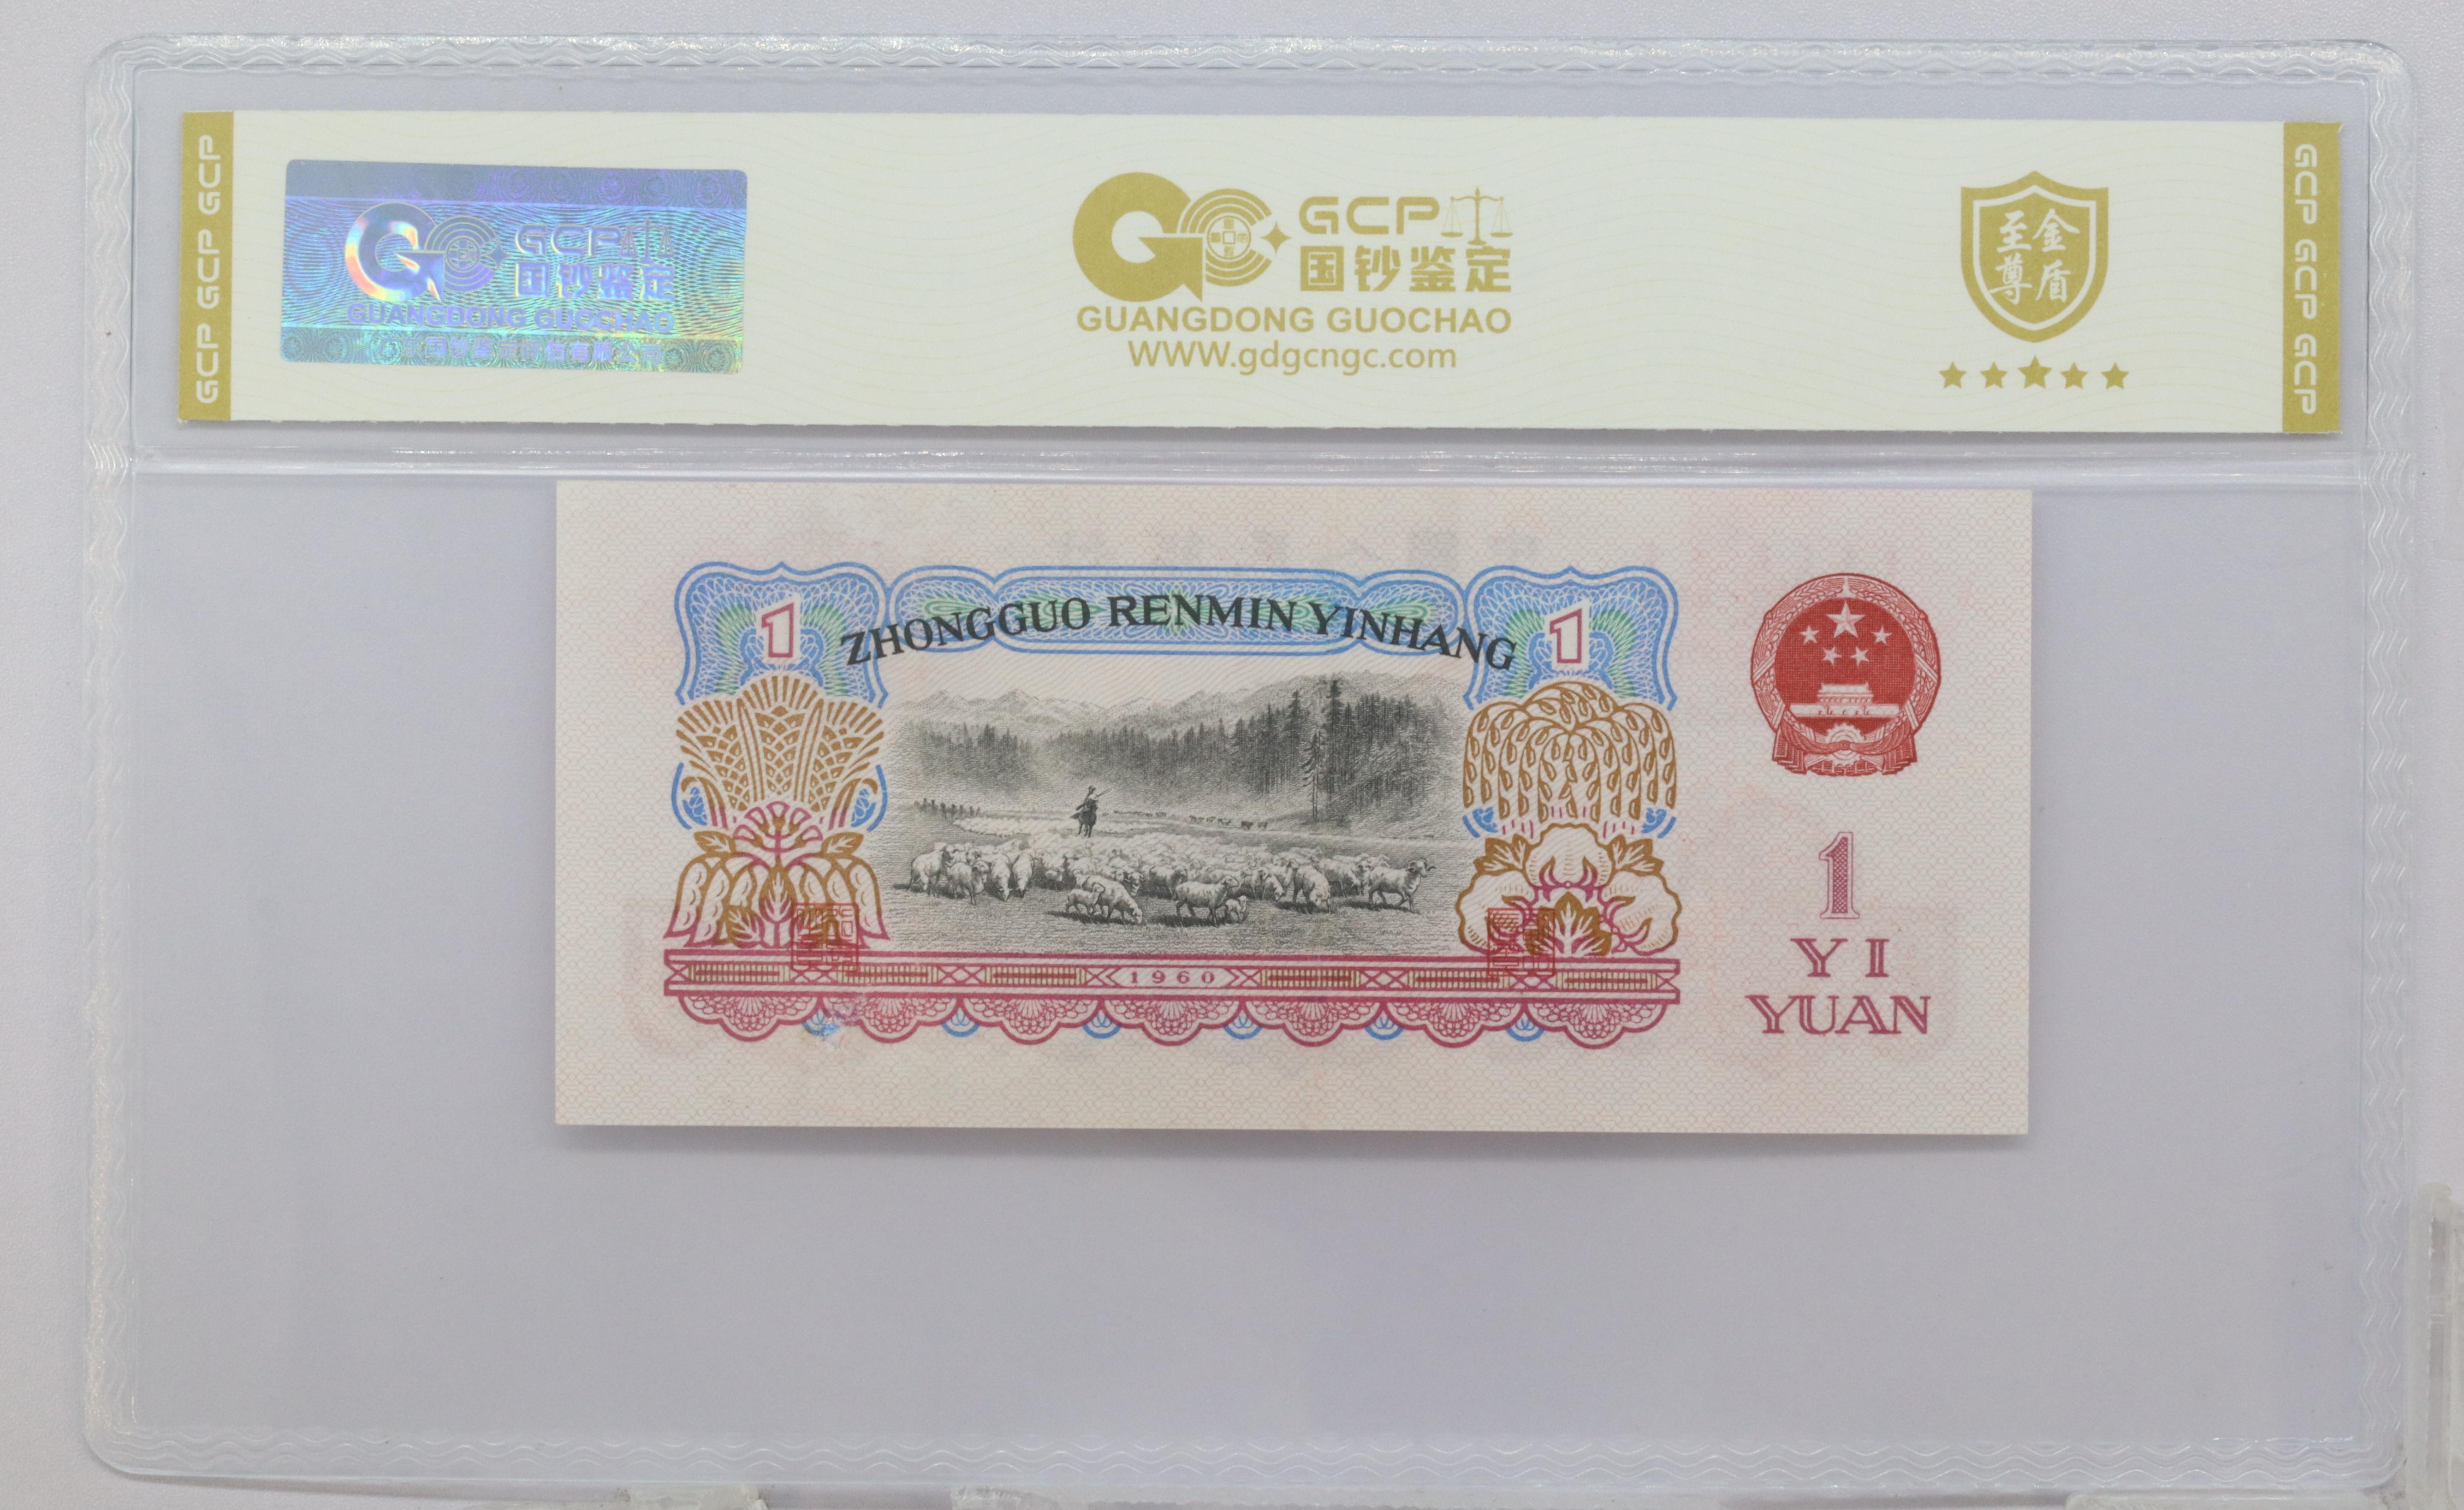 GCP GCP GCP
GCP
国钞鉴定
GUANGDONG GUOCHAO
GCP
国钞鉴定
GUANGDONG GUOCHAO
WWW.gdgcngc.com
至尊
金盾
GCP GCP GCP
1
ZHONGGUO RENMIN YINHANG
1
1960
1
YI
YUAN